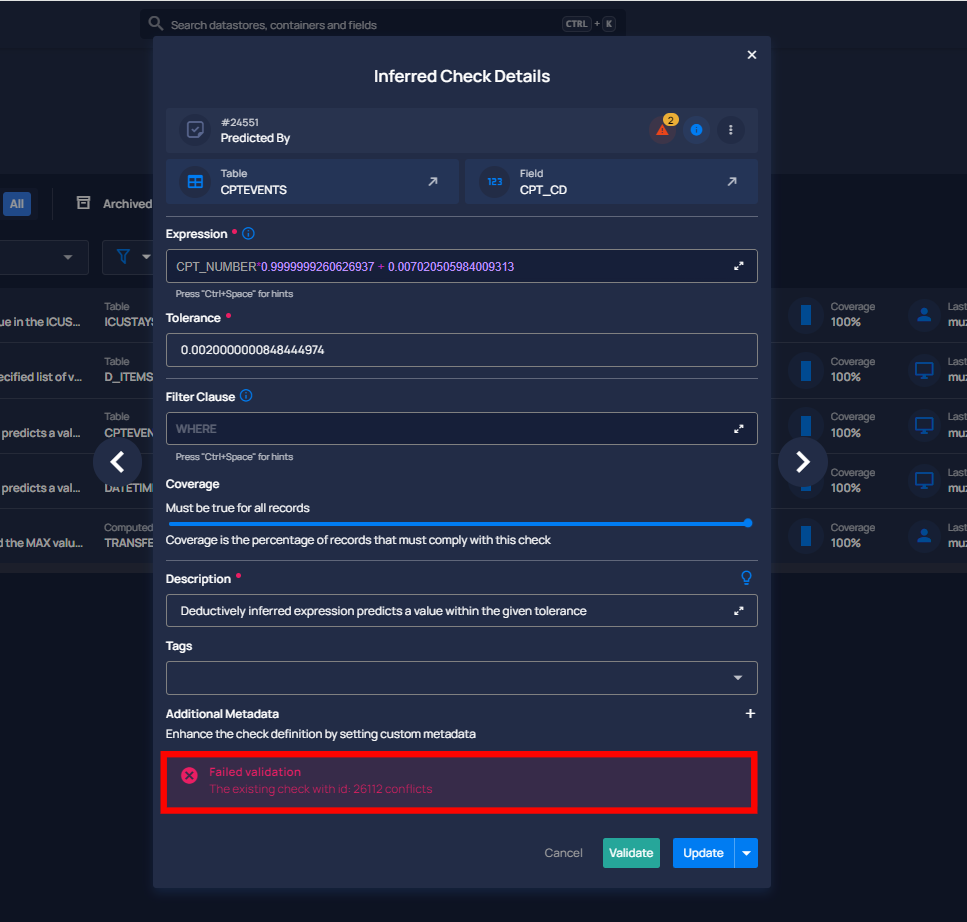 Search datastores, containers and fields CTRL + K
Inferred Check Details
#24551
Predicted By
2
Table
CPTEVENTS
123
Field
CPT_CD
All
Archived
Expression *
CPT_NUMBER*0.9999999260626937 + 0.007020505984009313
Press "Ctrl+Space" for hints
Tolerance *
0.0020000000848444974
Filter Clause
WHERE
Press "Ctrl+Space" for hints
Coverage
Must be true for all records
Coverage is the percentage of records that must comply with this check
Description *
Deductively inferred expression predicts a value within the given tolerance
Tags
Additional Metadata
Enhance the check definition by setting custom metadata
Failed validation
The existing check with id: 26112 conflicts
Cancel
Validate
Update
ue in the ICUS...
Table
ICUSTAYS
Coverage
100%
Last
ecified list of v...
Table
D_ITEMS
Coverage
100%
Last
predicts a val...
Table
CPTEVEN
Coverage
100%
Last
predicts a val...
DATETIM
Coverage
100%
Last
d the MAX valu...
Computed
TRANSFE
Coverage
100%
Last